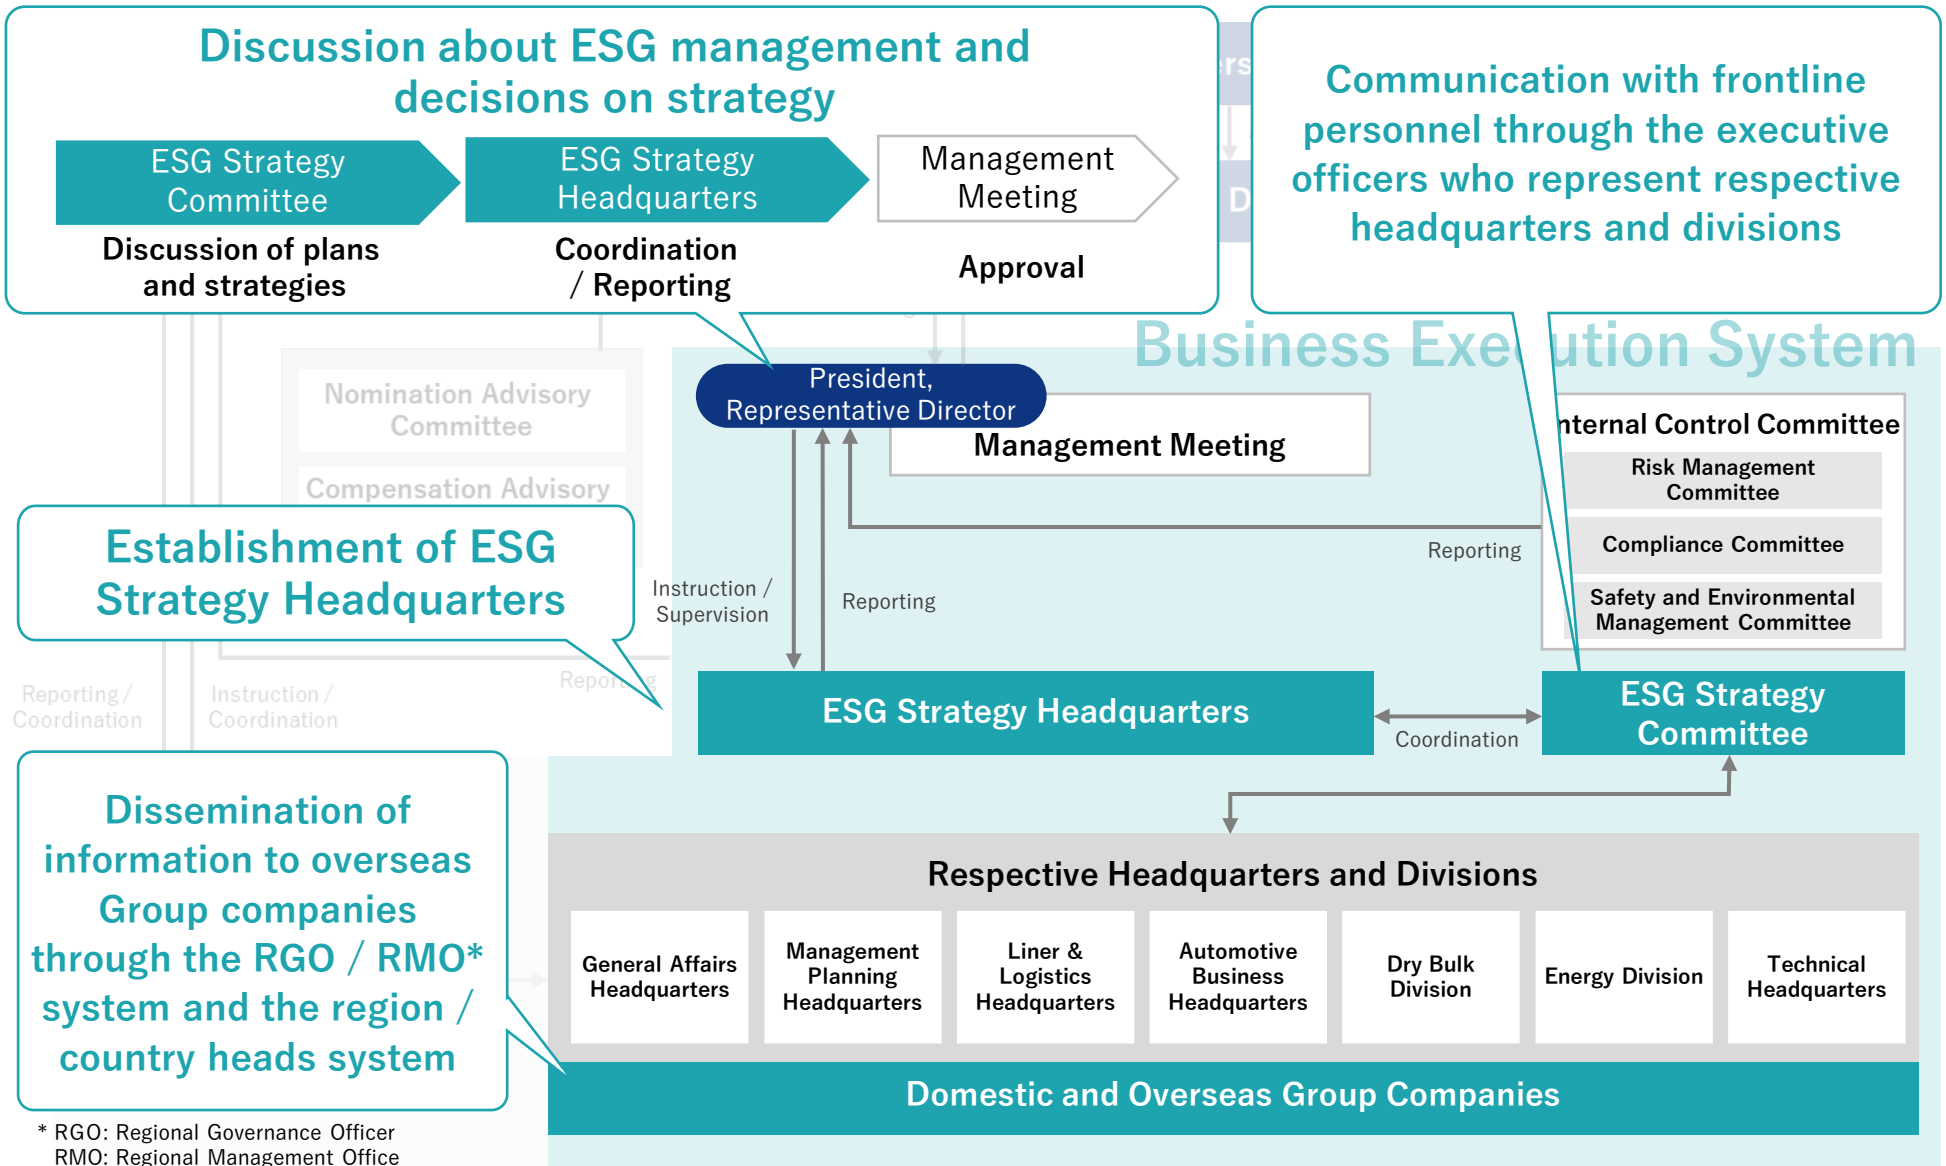 Discussion about ESG management and
decisions on strategy
ESG Strategy
Committee
ESG Strategy
Headquarters
Management
Meeting
Discussion of plans
and strategies
Coordination
/ Reporting
Approval
Communication with frontline
personnel through the executive
officers who represent respective
headquarters and divisions
Business Execution System
Nomination Advisory
Committee
Compensation Advisory
President,
Representative Director
Management Meeting
Internal Control Committee
Risk Management
Committee
Compliance Committee
Safety and Environmental
Management Committee
Reporting
Establishment of ESG
Strategy Headquarters
Instruction /
Supervision
Reporting
Reporting
Reporting /
Coordination
Instruction /
Coordination
ESG Strategy Headquarters
Coordination
ESG Strategy
Committee
Dissemination of
information to overseas
Group companies
through the RGO / RMO*
system and the region /
country heads system
Respective Headquarters and Divisions
General Affairs
Headquarters
Management
Planning
Headquarters
Liner &
Logistics
Headquarters
Automotive
Business
Headquarters
Dry Bulk
Division
Energy Division
Technical
Headquarters
Domestic and Overseas Group Companies
* RGO: Regional Governance Officer
RMO: Regional Management Office